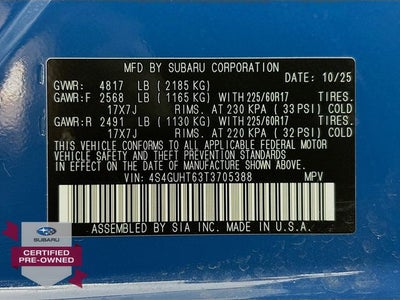 MFD BY SUBARU CORPORATION DATE: 10/25
GVWR: 4817 LB (2185 KG)
GAWR:F 2568 LB (1165 KG) WITH 225/60R17 TIRES.
17X7J RIMS. AT 230 KPA (33 PSI) COLD
GAWR:R 2491 LB (1130 KG) WITH 225/60R17 TIRES.
17X7J RIMS. AT 220 KPA (32 PSI) COLD
THIS VEHICLE CONFORMS TO ALL APPLICABLE FEDERAL MOTOR
VEHICLE SAFETY, BUMPER, AND THEFT PREVENTION STANDARDS
IN EFFECT ON THE DATE OF MANUFACTURE SHOWN ABOVE.
VIN: 4S4GUHT63T3705388 MPV
ASSEMBLED BY SIA INC. MADE IN U.S.A.
SUBARU
CERTIFIED
PRE-OWNED